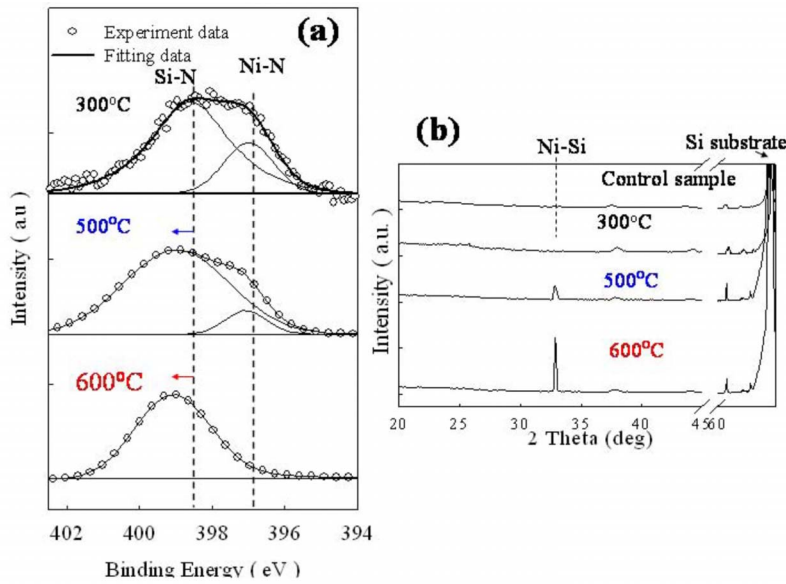 (a)
Experiment data
Fitting data
Si-N
Ni-N
300°C
500°C
600°C
Intensity ( a.u )
402 400 398 396 394
Binding Energy ( eV )
(b)
Si substrate
Ni-Si
Control sample
300°C
500°C
600°C
Intensity ( a.u. )
20 25 30 35 40 45 60
2 Theta (deg)